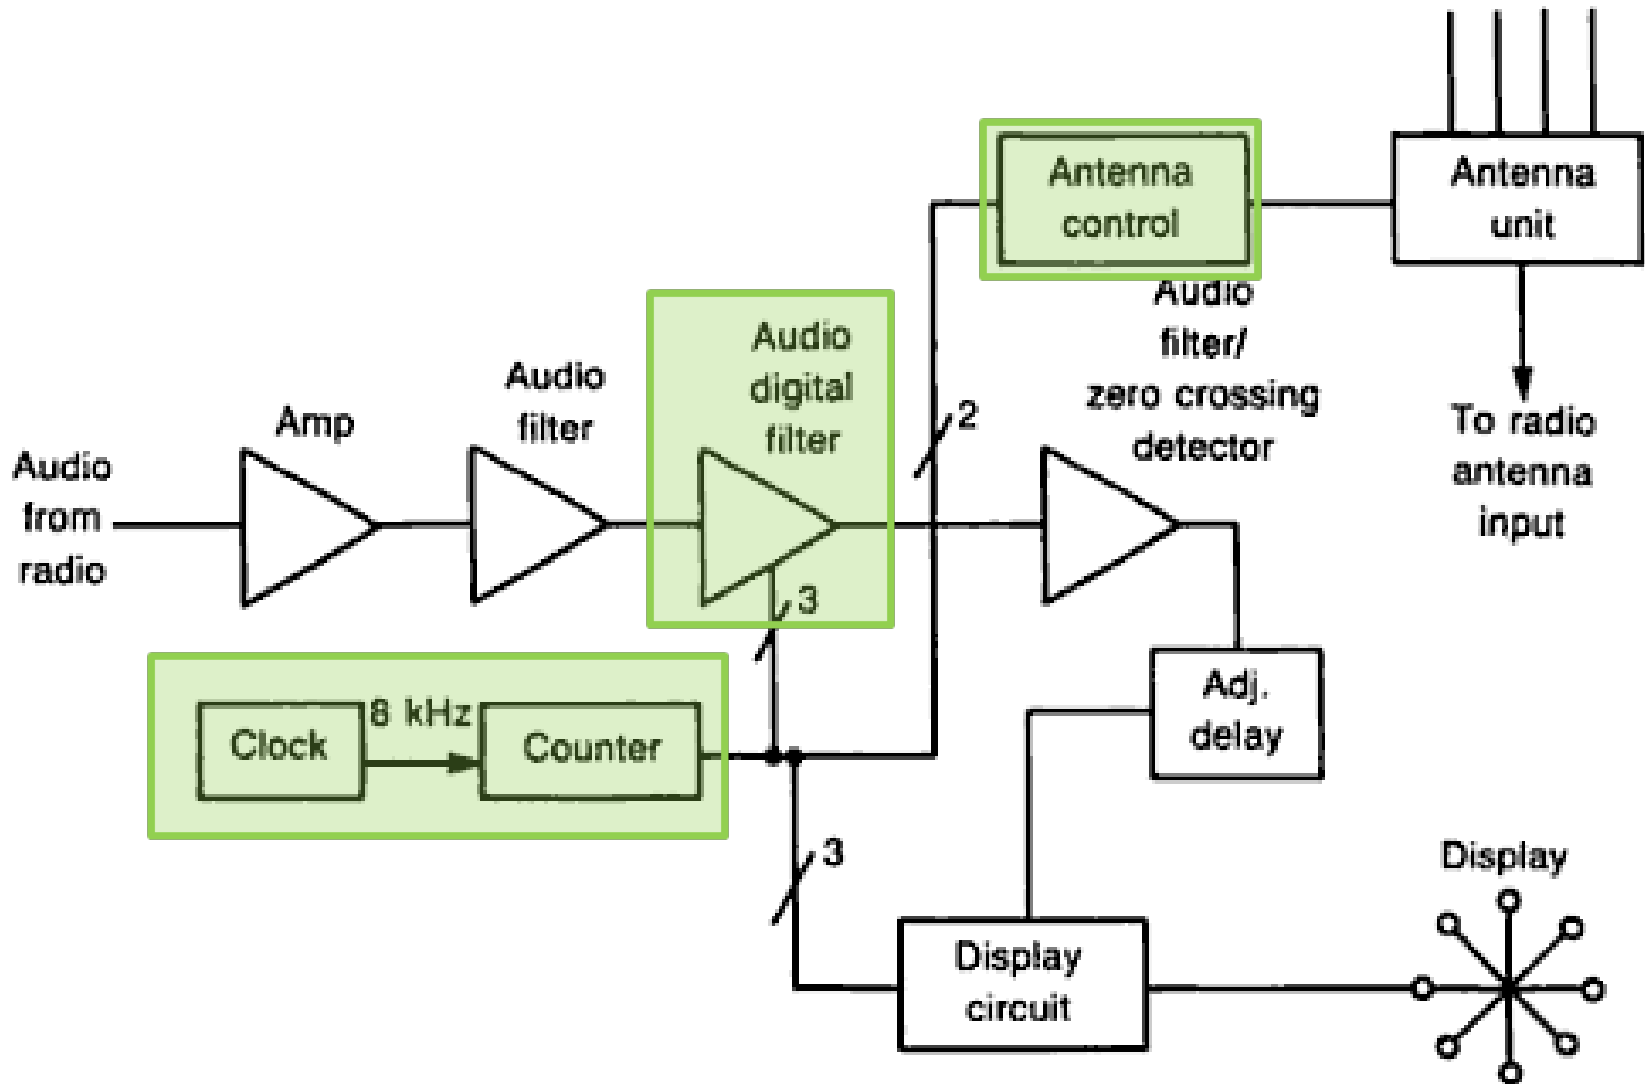 Antenna
control
Antenna
unit
Audio
filter/
zero crossing
detector
To radio
antenna
input
Audio
digital
filter
Audio
filter
Amp
Audio
from
radio
2
3
Clock
8 kHz
Counter
Adj.
delay
3
Display
circuit
Display